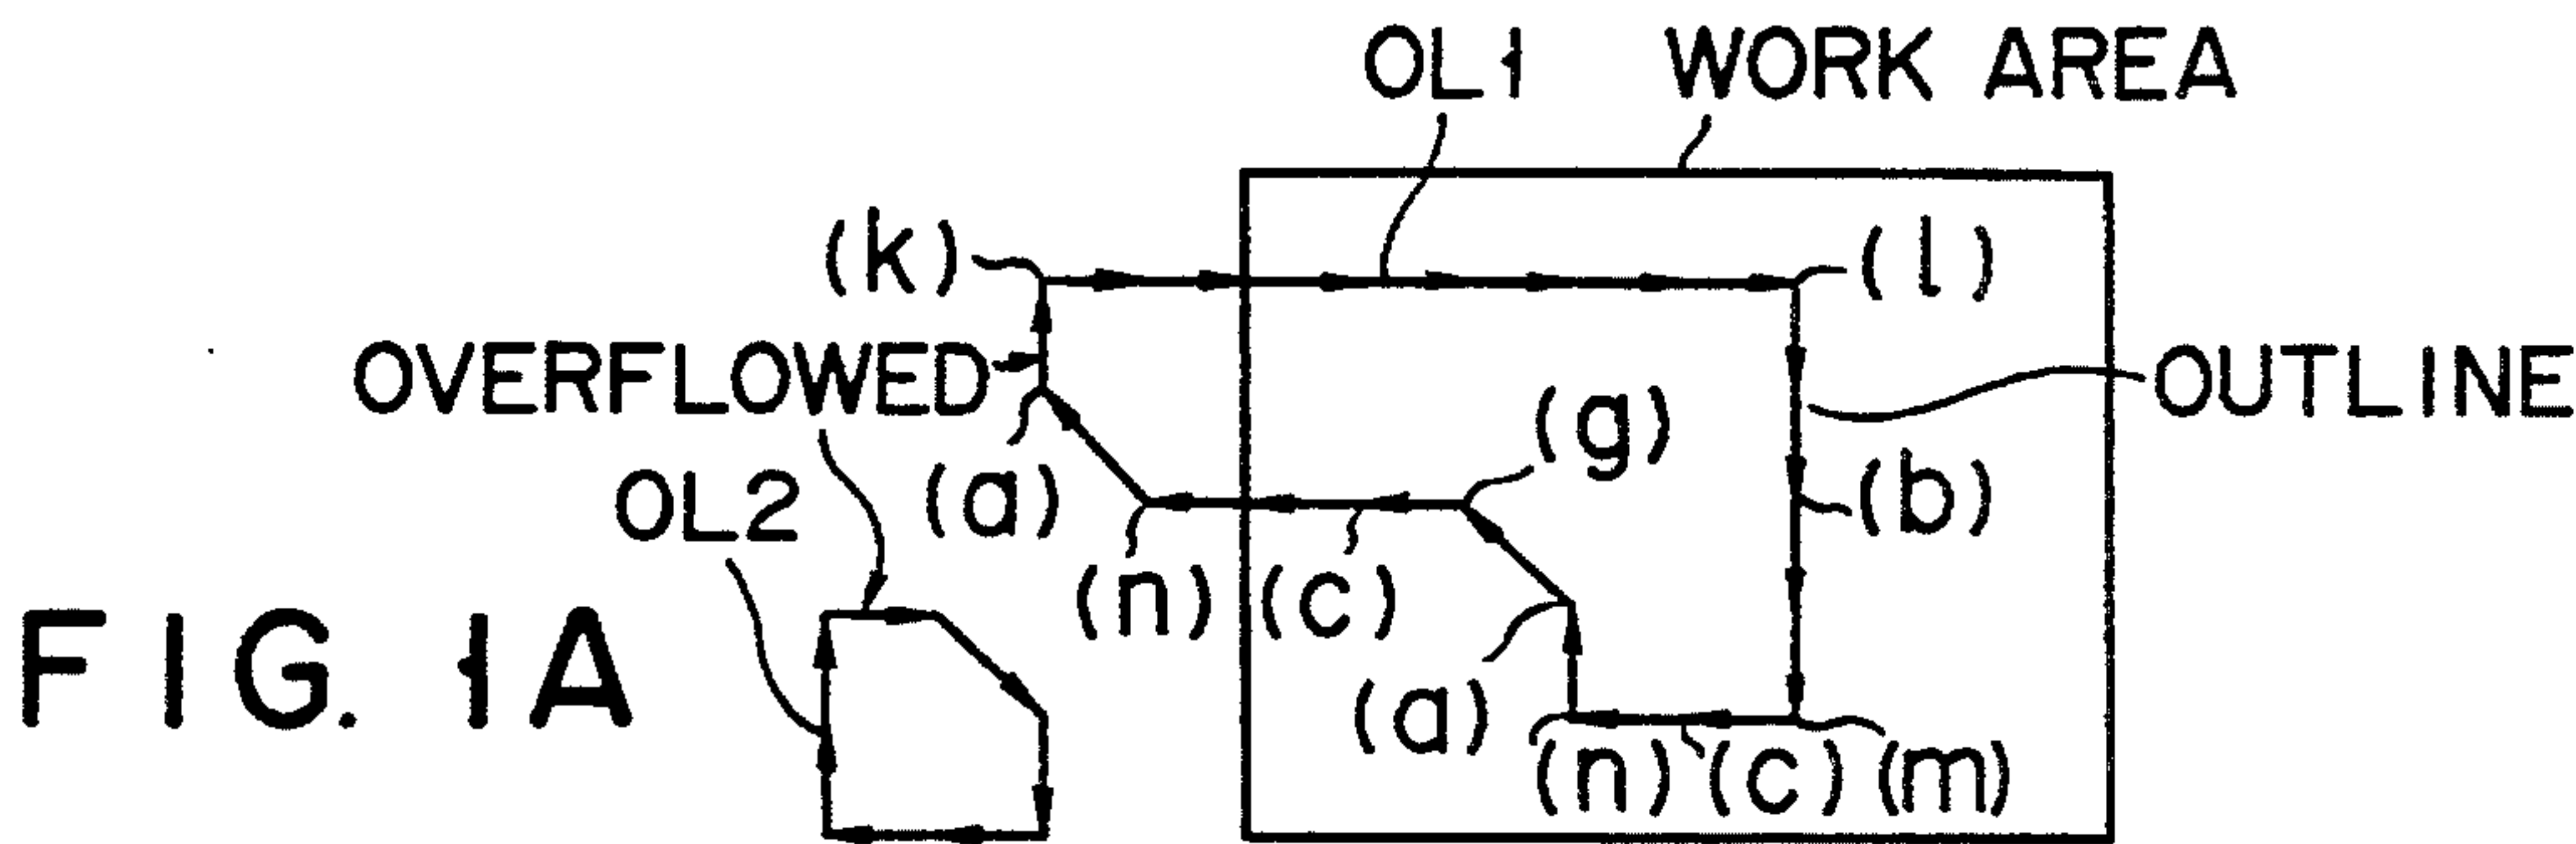 OL1 WORK AREA
(k) (l)
OVERFLOWED OUTLINE
(g)
OL2 (a) (b)
(n) (c)
FIG. 1A
(a) (n) (c) (m)